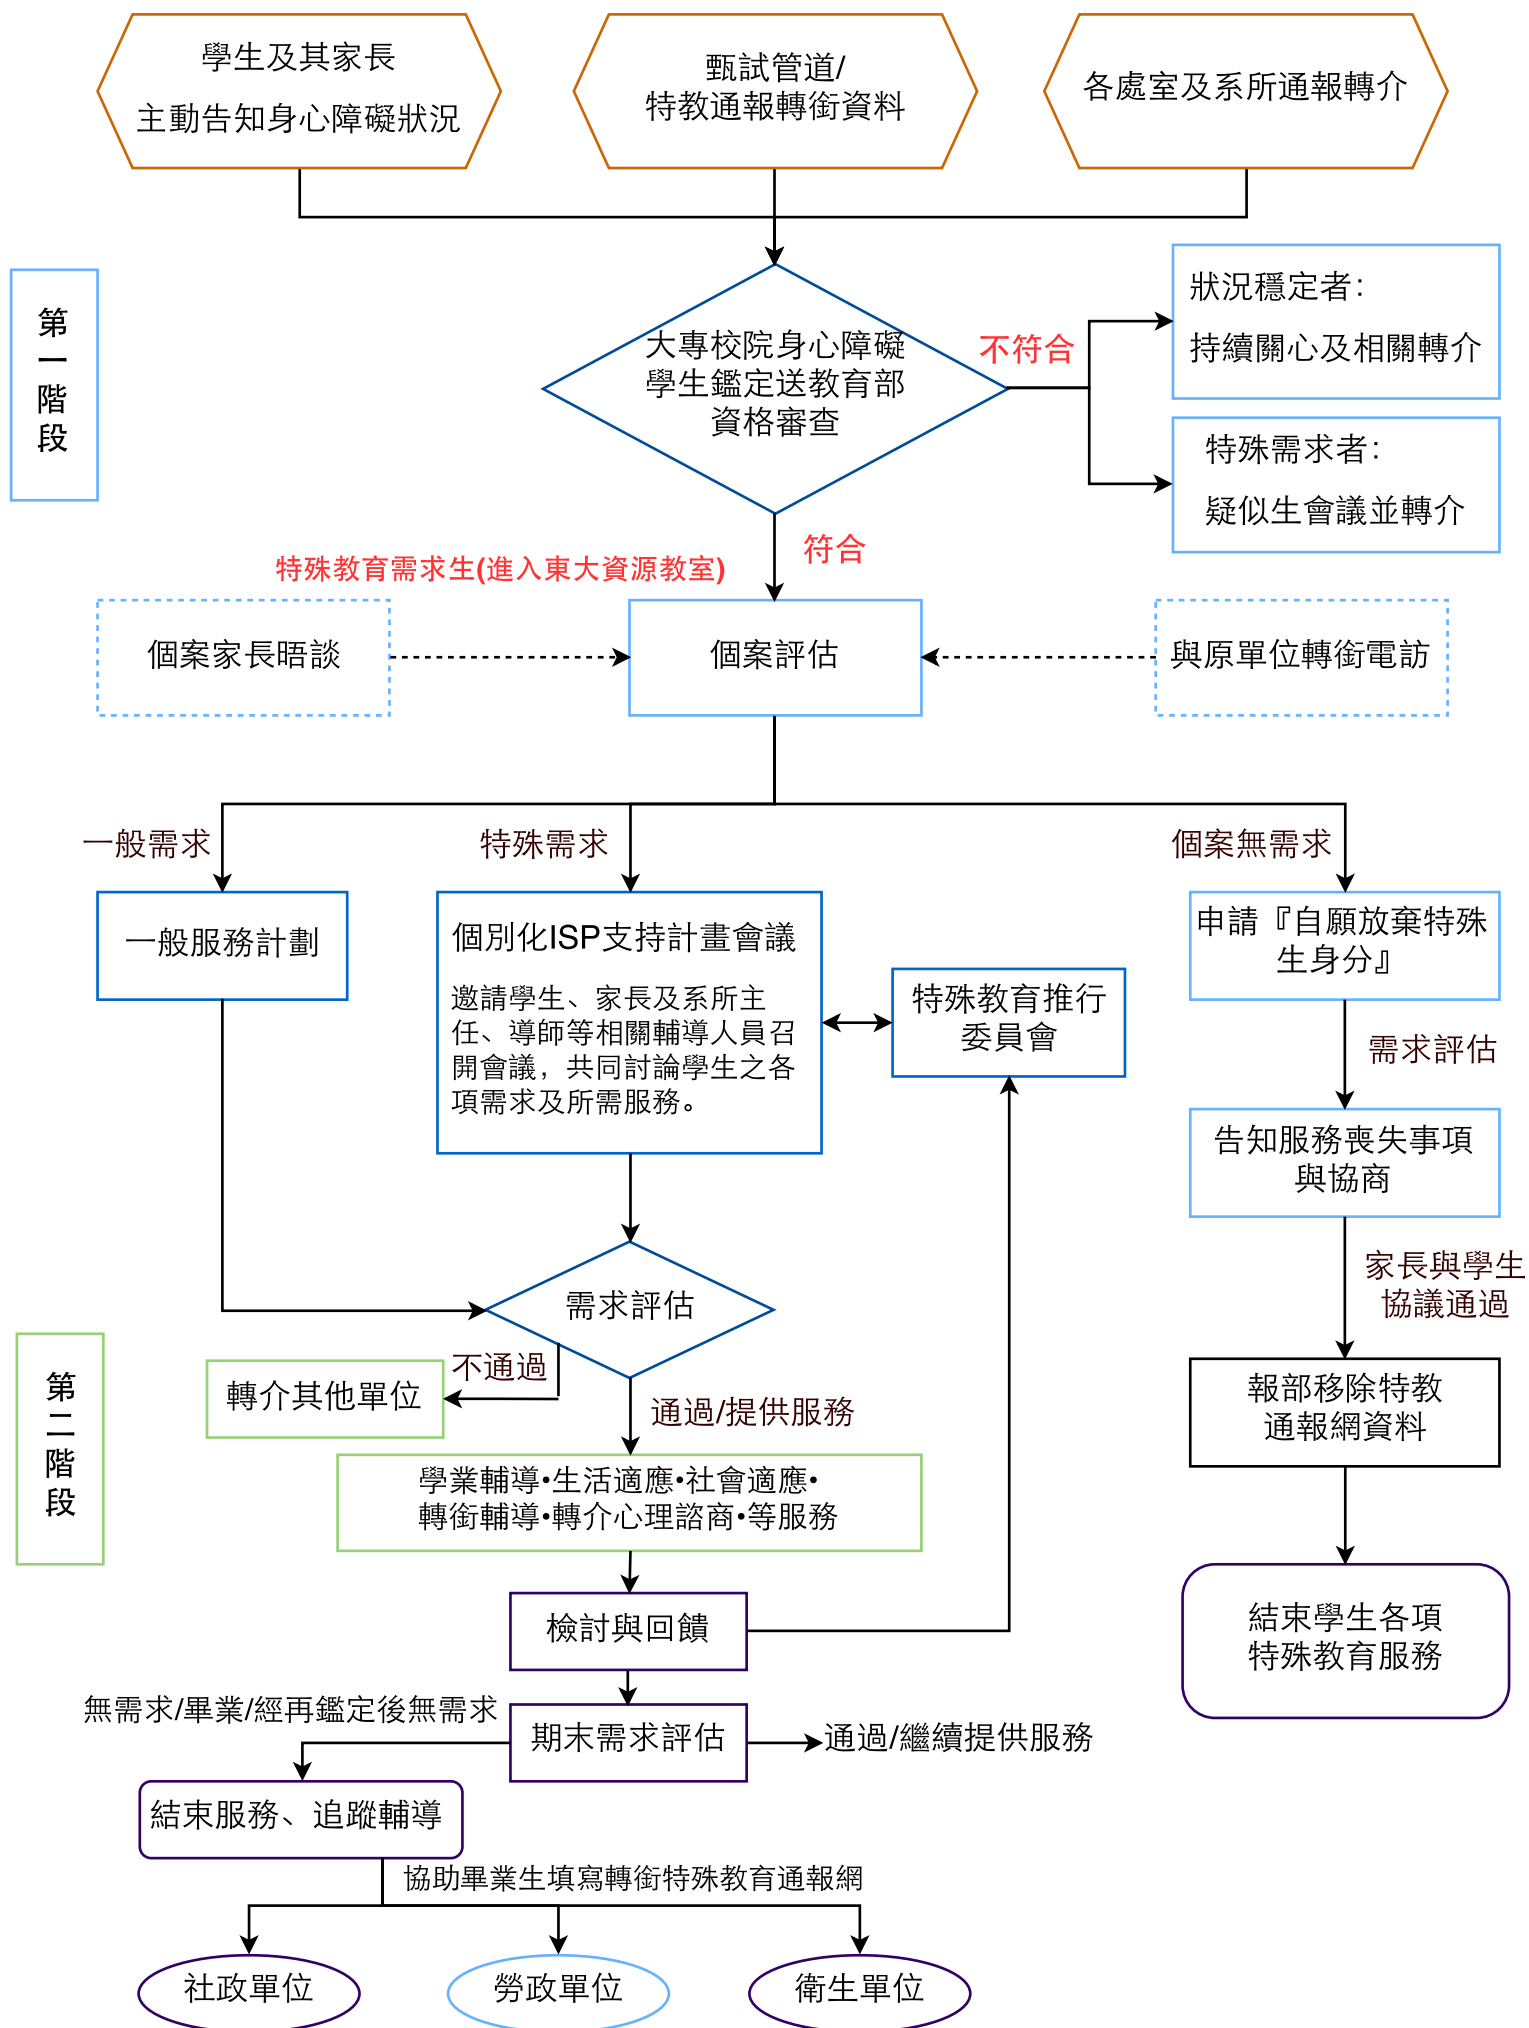 學生及其家長
主動告知身心障礙狀況
甄試管道/
特教通報轉銜資料
各處室及系所通報轉介
第
一
階
段
大專校院身心障礙
學生鑑定送教育部
資格審查
不符合
狀況穩定者：
持續關心及相關轉介
特殊需求者：
疑似生會議並轉介
符合
特殊教育需求生(進入東大資源教室)
個案家長晤談
個案評估
與原單位轉銜電訪
一般需求
特殊需求
個案無需求
一般服務計劃
個別化ISP支持計畫會議
邀請學生、家長及系所主
任、導師等相關輔導人員召
開會議，共同討論學生之各
項需求及所需服務。
特殊教育推行
委員會
申請『自願放棄特殊
生身分』
需求評估
告知服務喪失事項
與協商
家長與學生
協議通過
需求評估
第
二
階
段
不通過
轉介其他單位
通過/提供服務
報部移除特教
通報網資料
學業輔導•生活適應•社會適應•
轉銜輔導•轉介心理諮商•等服務
檢討與回饋
結束學生各項
特殊教育服務
無需求/畢業/經再鑑定後無需求
期末需求評估
通過/繼續提供服務
結束服務、追蹤輔導
協助畢業生填寫轉銜特殊教育通報網
社政單位
勞政單位
衛生單位